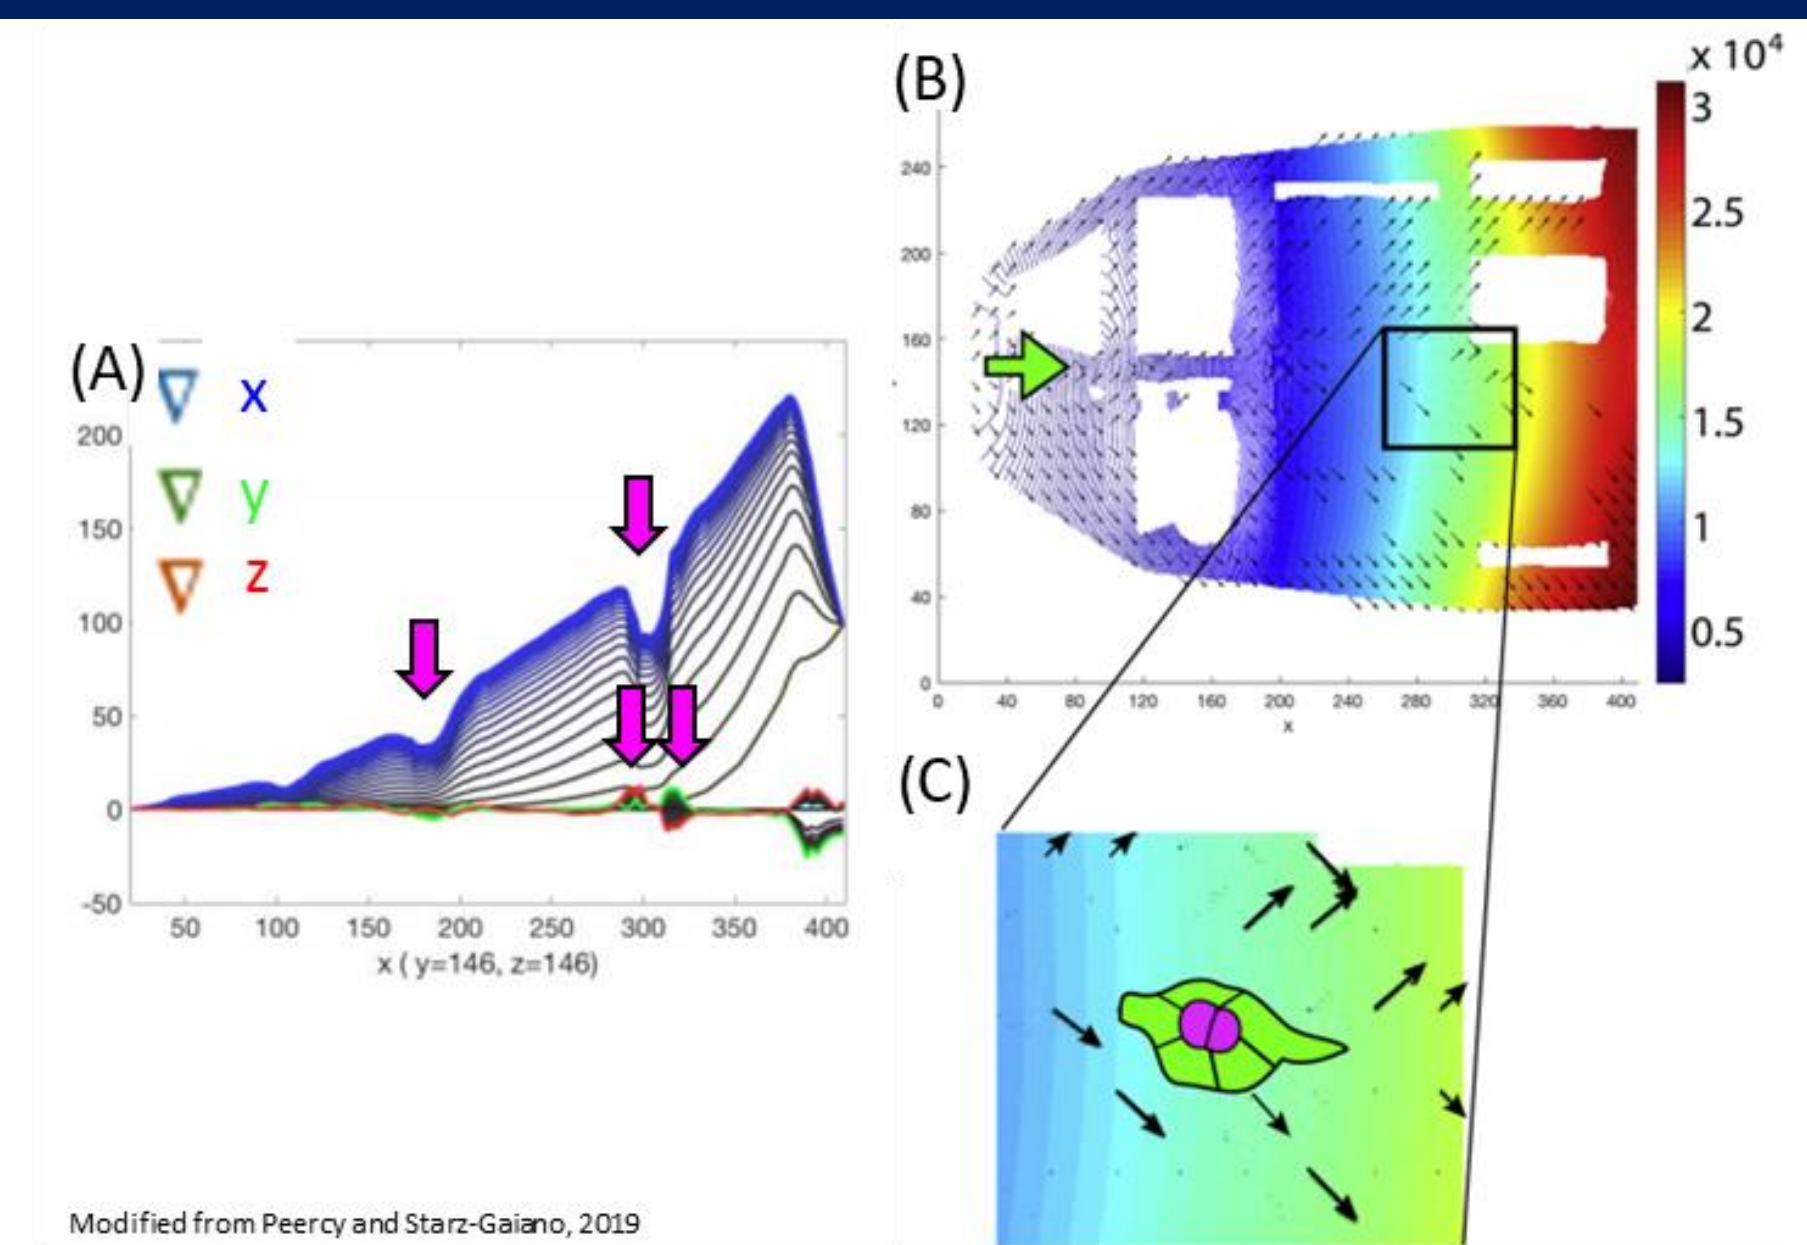 (A)
∇ x
∇ y
∇ z
200
150
100
50
0
-50
50 100 150 200 250 300 350 400
x ( y=146, z=146)
(B)
x 10⁴
3
2.5
2
1.5
1
0.5
240
200
160
120
80
40
0
0 40 80 120 160 200 240 280 320 360 400
x
(C)
Modified from Peercy and Starz-Gaiano, 2019